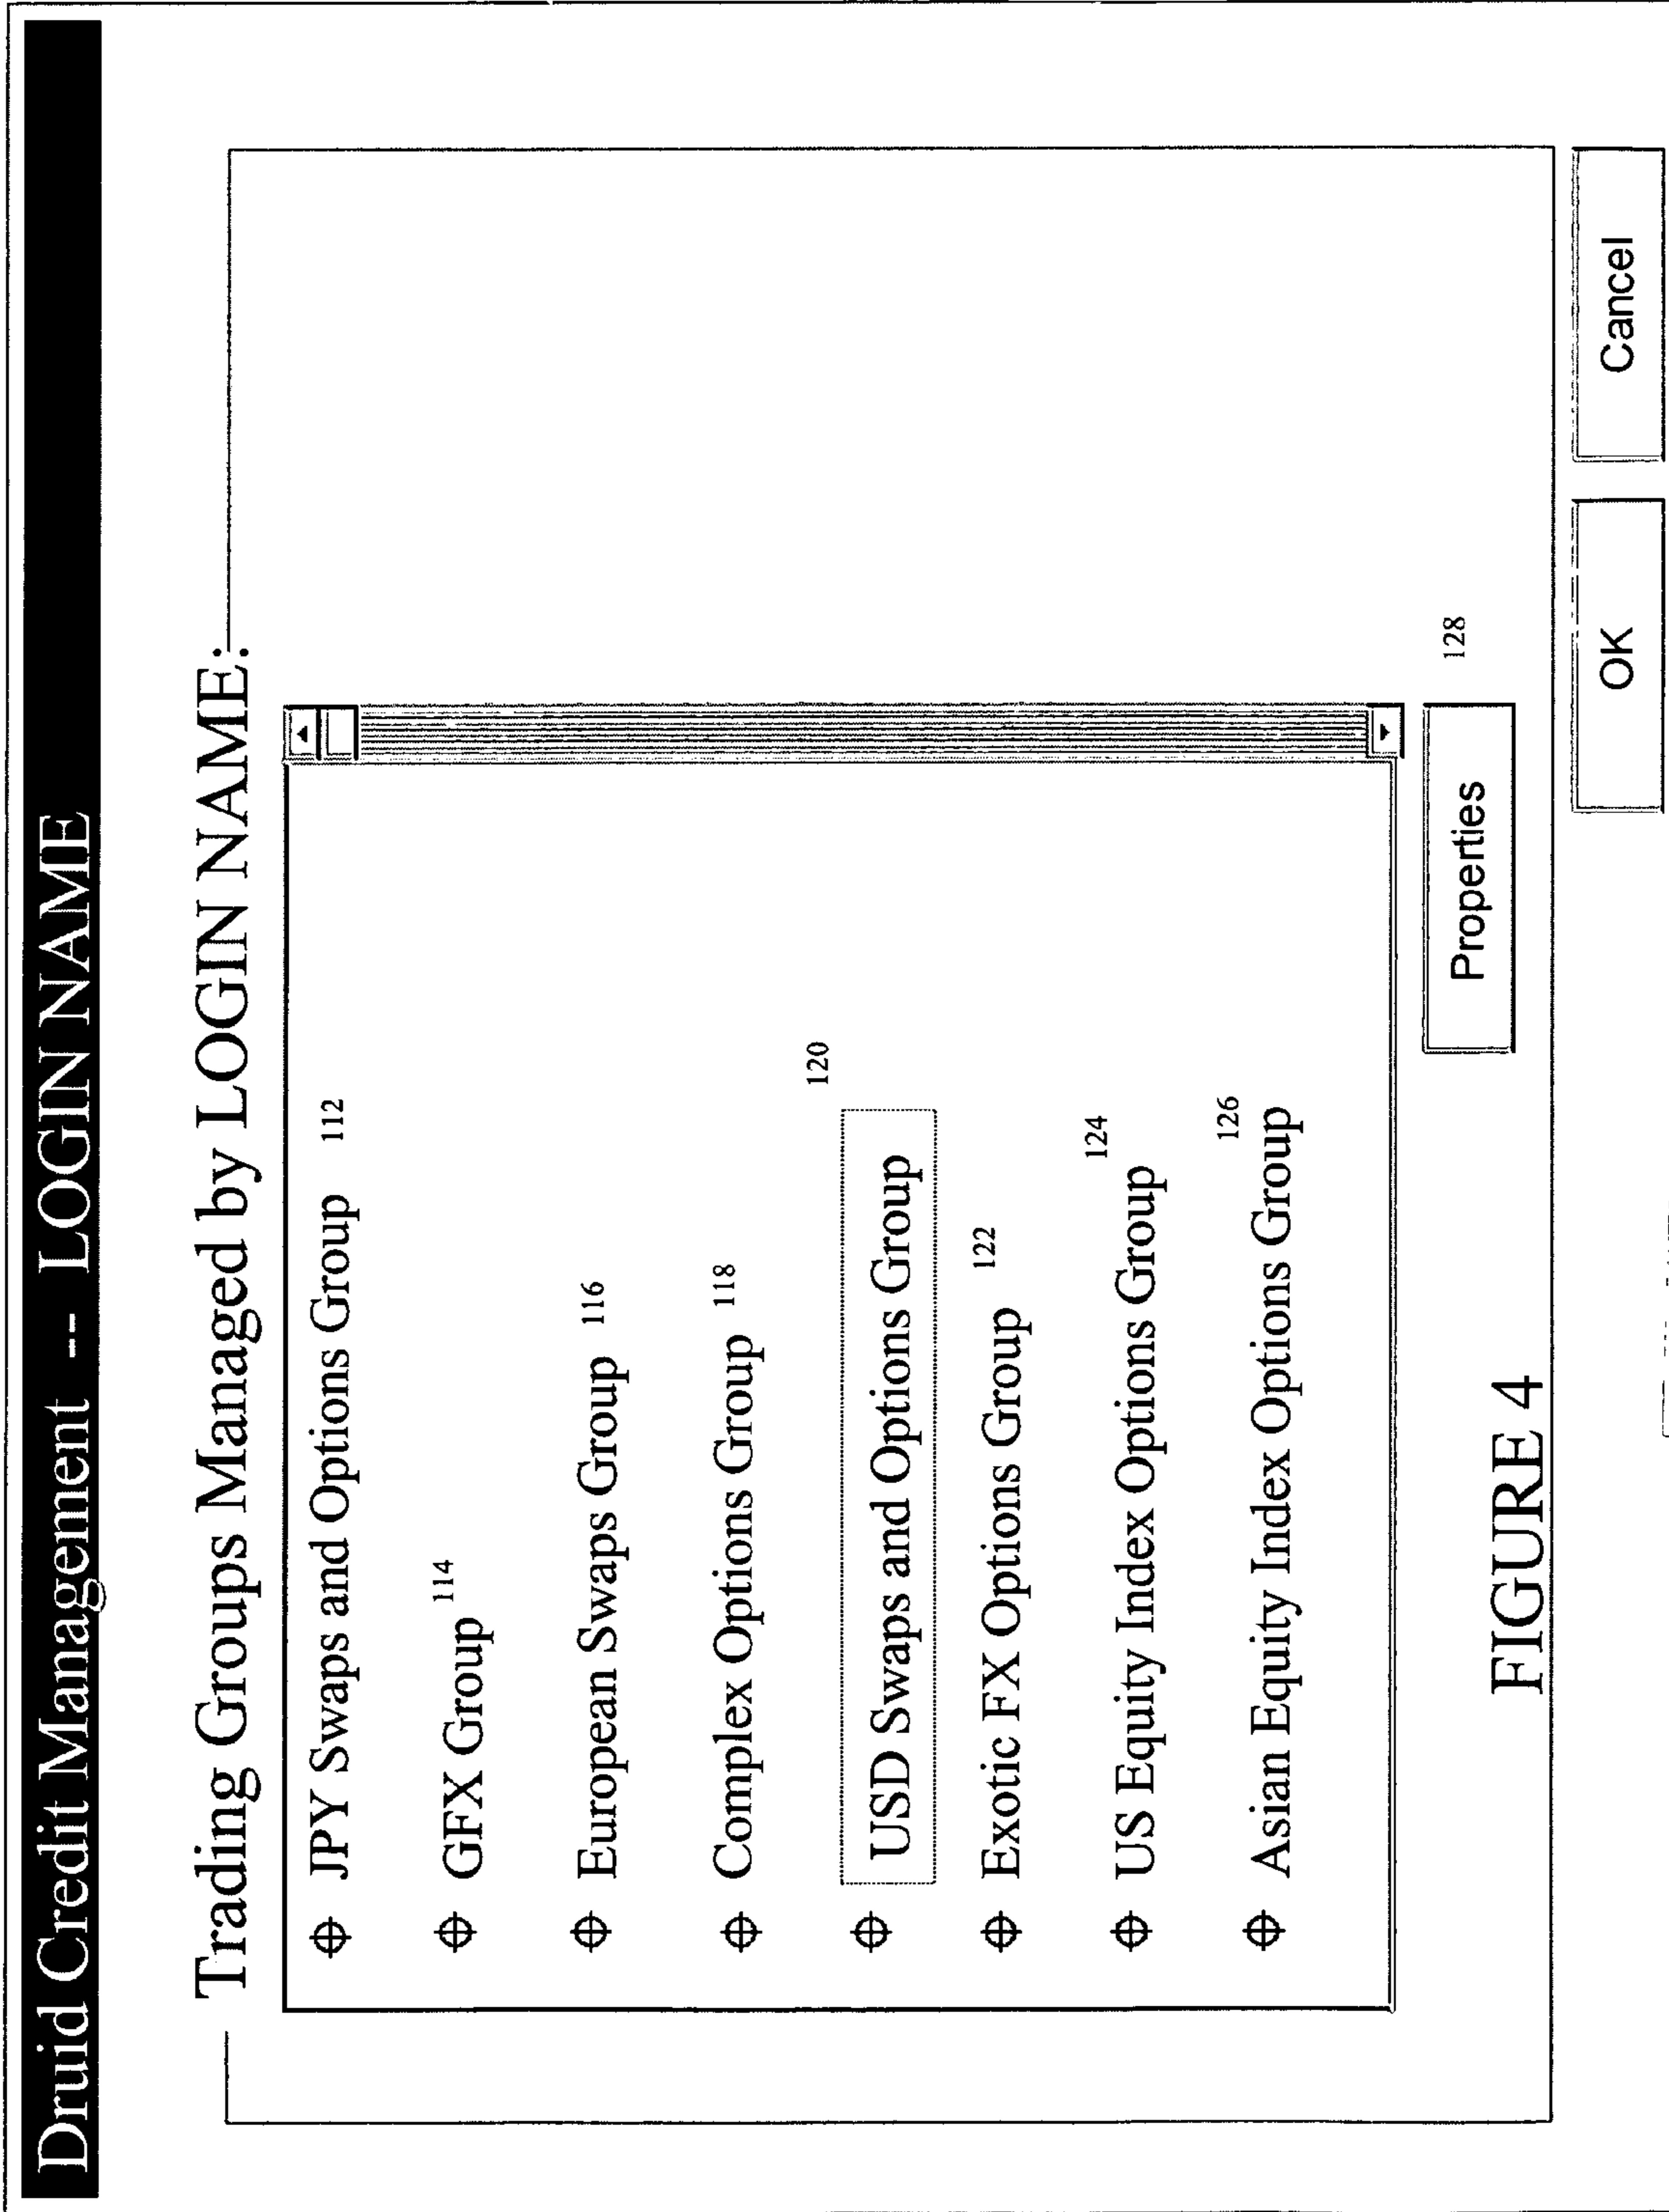 Druid Credit Management -- LOGIN NAME
Trading Groups Managed by LOGIN NAME:
JPY Swaps and Options Group 112
GFX Group 114
European Swaps Group 116
Complex Options Group 118
120
USD Swaps and Options Group
Exotic FX Options Group 122
124
US Equity Index Options Group
126
Asian Equity Index Options Group
128
Properties
FIGURE 4
OK Cancel